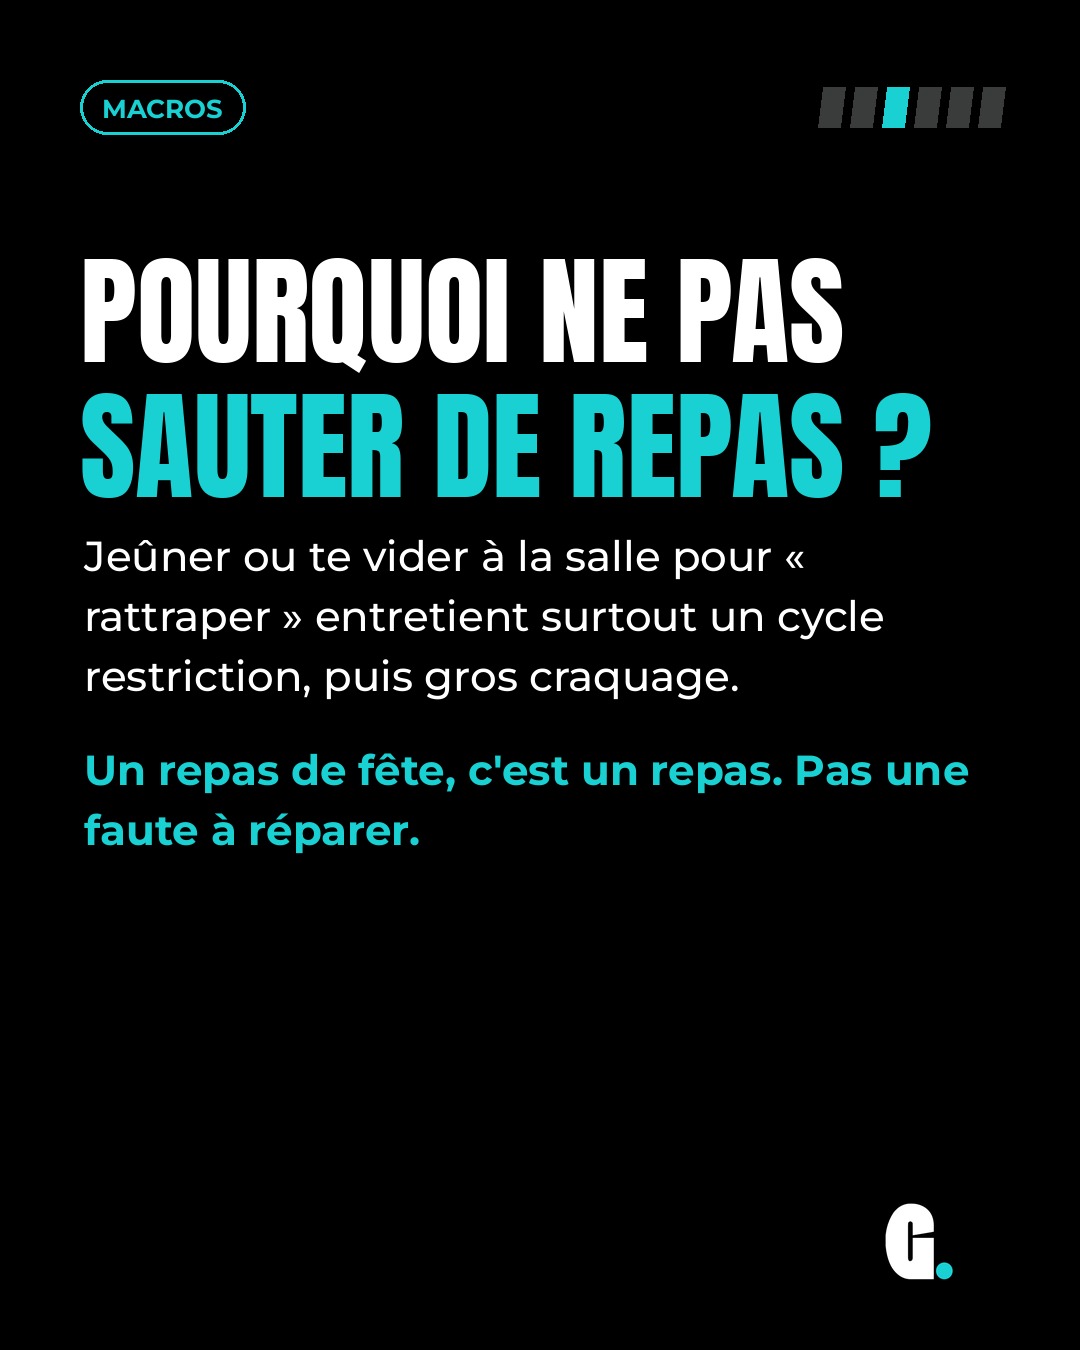 MACROS
POURQUOI NE PAS
SAUTER DE REPAS ?
Jeûner ou te vider à la salle pour «
rattraper » entretient surtout un cycle
restriction, puis gros craquage.
Un repas de fête, c'est un repas. Pas une
faute à réparer.
G.